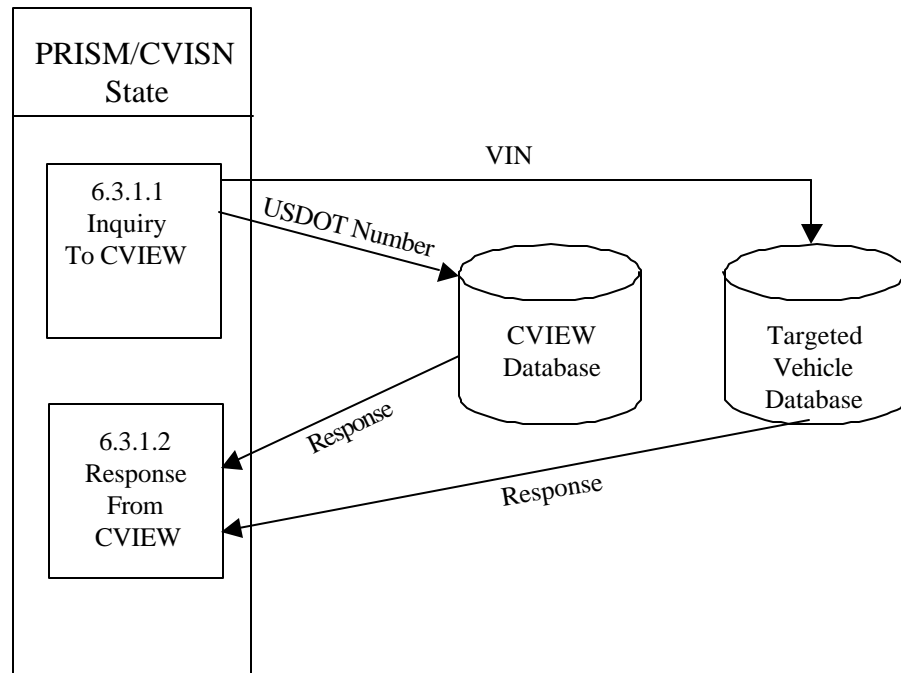 PRISM/CVISN
State
6.3.1.1
Inquiry
To CVIEW
VIN
USDOT Number
CVIEW
Database
Targeted
Vehicle
Database
6.3.1.2
Response
From
CVIEW
Response
Response